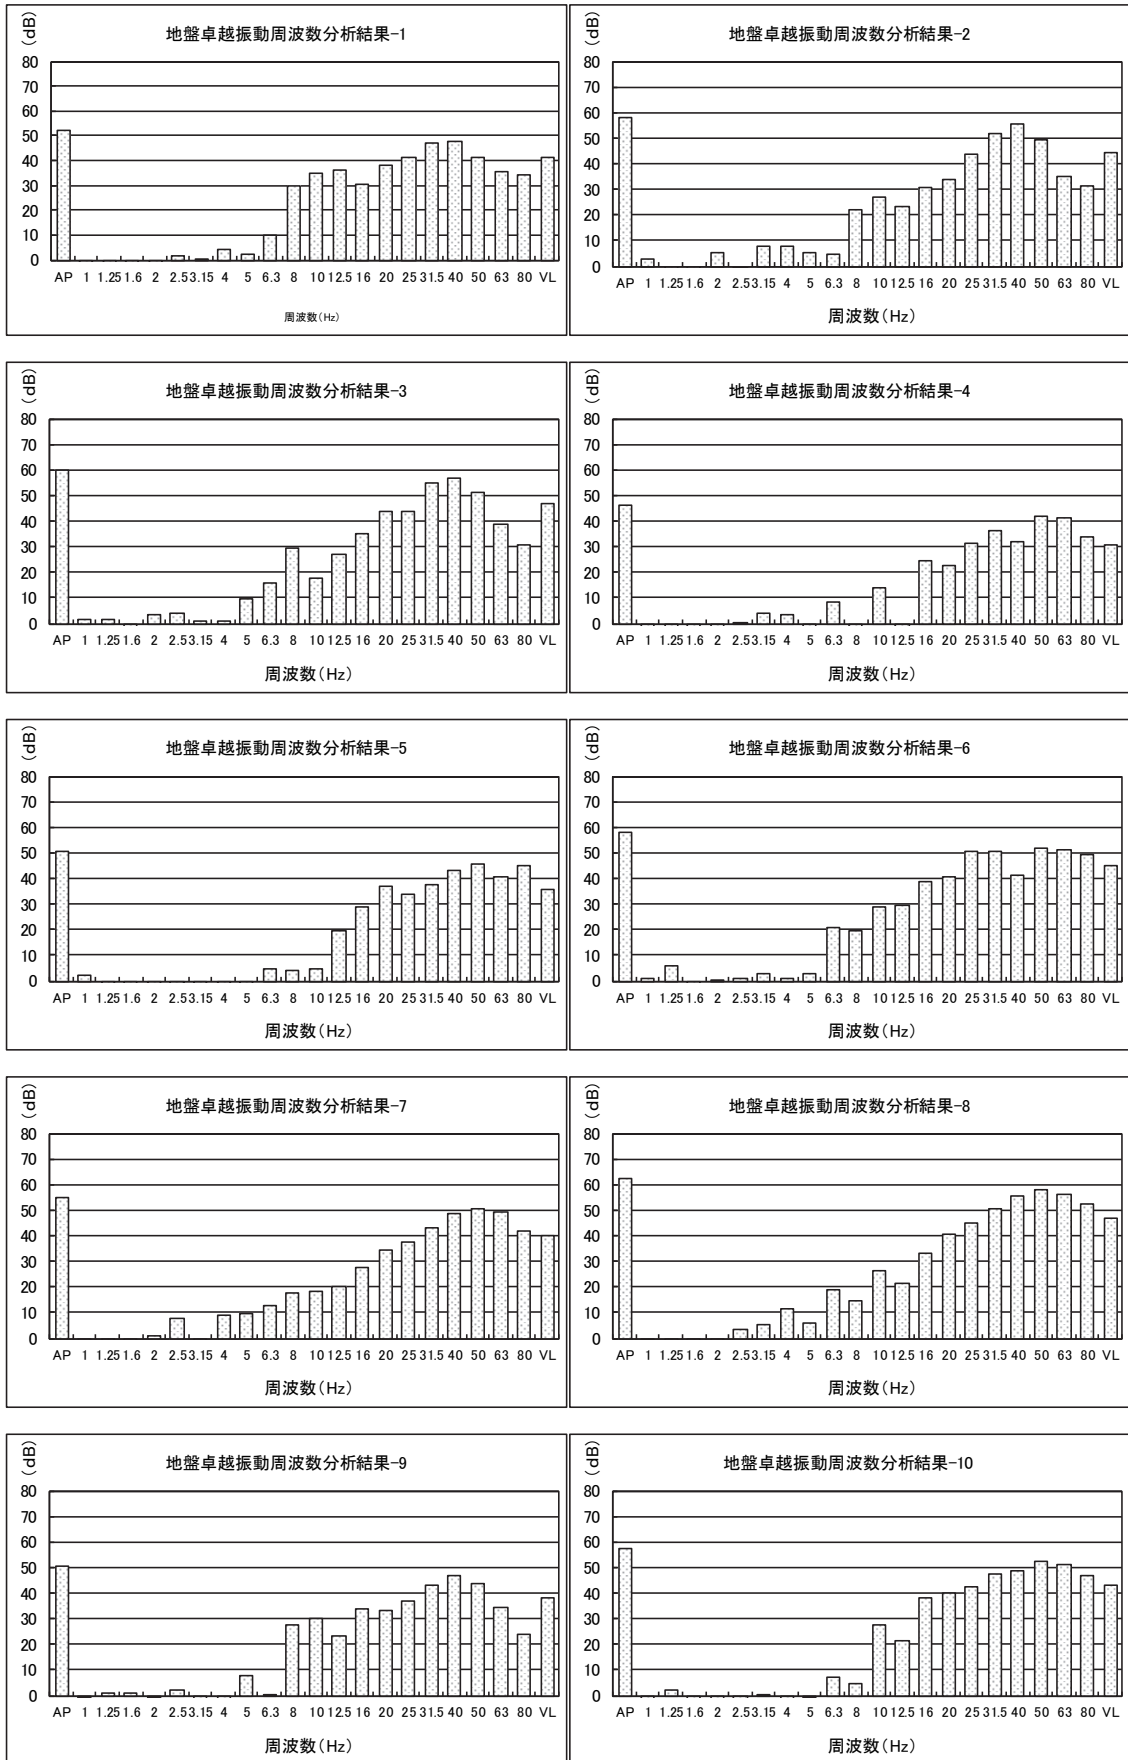 (dB)
地盤卓越振動周波数分析結果-1
80
70
60
50
40
30
20
10
0
AP 1 1.25 1.6 2 2.5 3.15 4 5 6.3 8 10 12.5 16 20 25 31.5 40 50 63 80 VL
周波数(Hz)
(dB)
地盤卓越振動周波数分析結果-2
80
70
60
50
40
30
20
10
0
AP 1 1.25 1.6 2 2.5 3.15 4 5 6.3 8 10 12.5 16 20 25 31.5 40 50 63 80 VL
周波数(Hz)
(dB)
地盤卓越振動周波数分析結果-3
80
70
60
50
40
30
20
10
0
AP 1 1.25 1.6 2 2.5 3.15 4 5 6.3 8 10 12.5 16 20 25 31.5 40 50 63 80 VL
周波数(Hz)
(dB)
地盤卓越振動周波数分析結果-4
80
70
60
50
40
30
20
10
0
AP 1 1.25 1.6 2 2.5 3.15 4 5 6.3 8 10 12.5 16 20 25 31.5 40 50 63 80 VL
周波数(Hz)
(dB)
地盤卓越振動周波数分析結果-5
80
70
60
50
40
30
20
10
0
AP 1 1.25 1.6 2 2.5 3.15 4 5 6.3 8 10 12.5 16 20 25 31.5 40 50 63 80 VL
周波数(Hz)
(dB)
地盤卓越振動周波数分析結果-6
80
70
60
50
40
30
20
10
0
AP 1 1.25 1.6 2 2.5 3.15 4 5 6.3 8 10 12.5 16 20 25 31.5 40 50 63 80 VL
周波数(Hz)
(dB)
地盤卓越振動周波数分析結果-7
80
70
60
50
40
30
20
10
0
AP 1 1.25 1.6 2 2.5 3.15 4 5 6.3 8 10 12.5 16 20 25 31.5 40 50 63 80 VL
周波数(Hz)
(dB)
地盤卓越振動周波数分析結果-8
80
70
60
50
40
30
20
10
0
AP 1 1.25 1.6 2 2.5 3.15 4 5 6.3 8 10 12.5 16 20 25 31.5 40 50 63 80 VL
周波数(Hz)
(dB)
地盤卓越振動周波数分析結果-9
80
70
60
50
40
30
20
10
0
AP 1 1.25 1.6 2 2.5 3.15 4 5 6.3 8 10 12.5 16 20 25 31.5 40 50 63 80 VL
周波数(Hz)
(dB)
地盤卓越振動周波数分析結果-10
80
70
60
50
40
30
20
10
0
AP 1 1.25 1.6 2 2.5 3.15 4 5 6.3 8 10 12.5 16 20 25 31.5 40 50 63 80 VL
周波数(Hz)